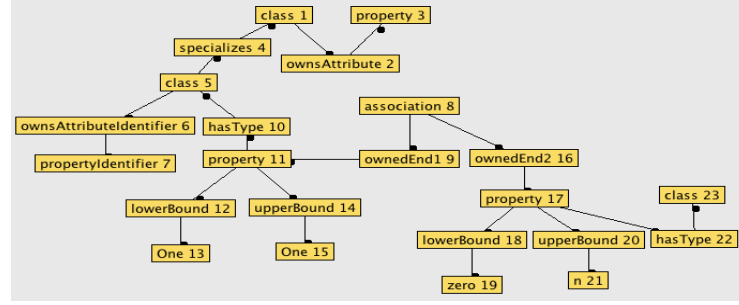 class 1
property 3
specializes 4
ownsAttribute 2
class 5
association 8
ownsAttributeIdentifier 6
hasType 10
propertyIdentifier 7
property 11
ownedEnd1 9
ownedEnd2 16
property 17
class 23
lowerBound 12
upperBound 14
lowerBound 18
upperBound 20
hasType 22
One 13
One 15
zero 19
n 21